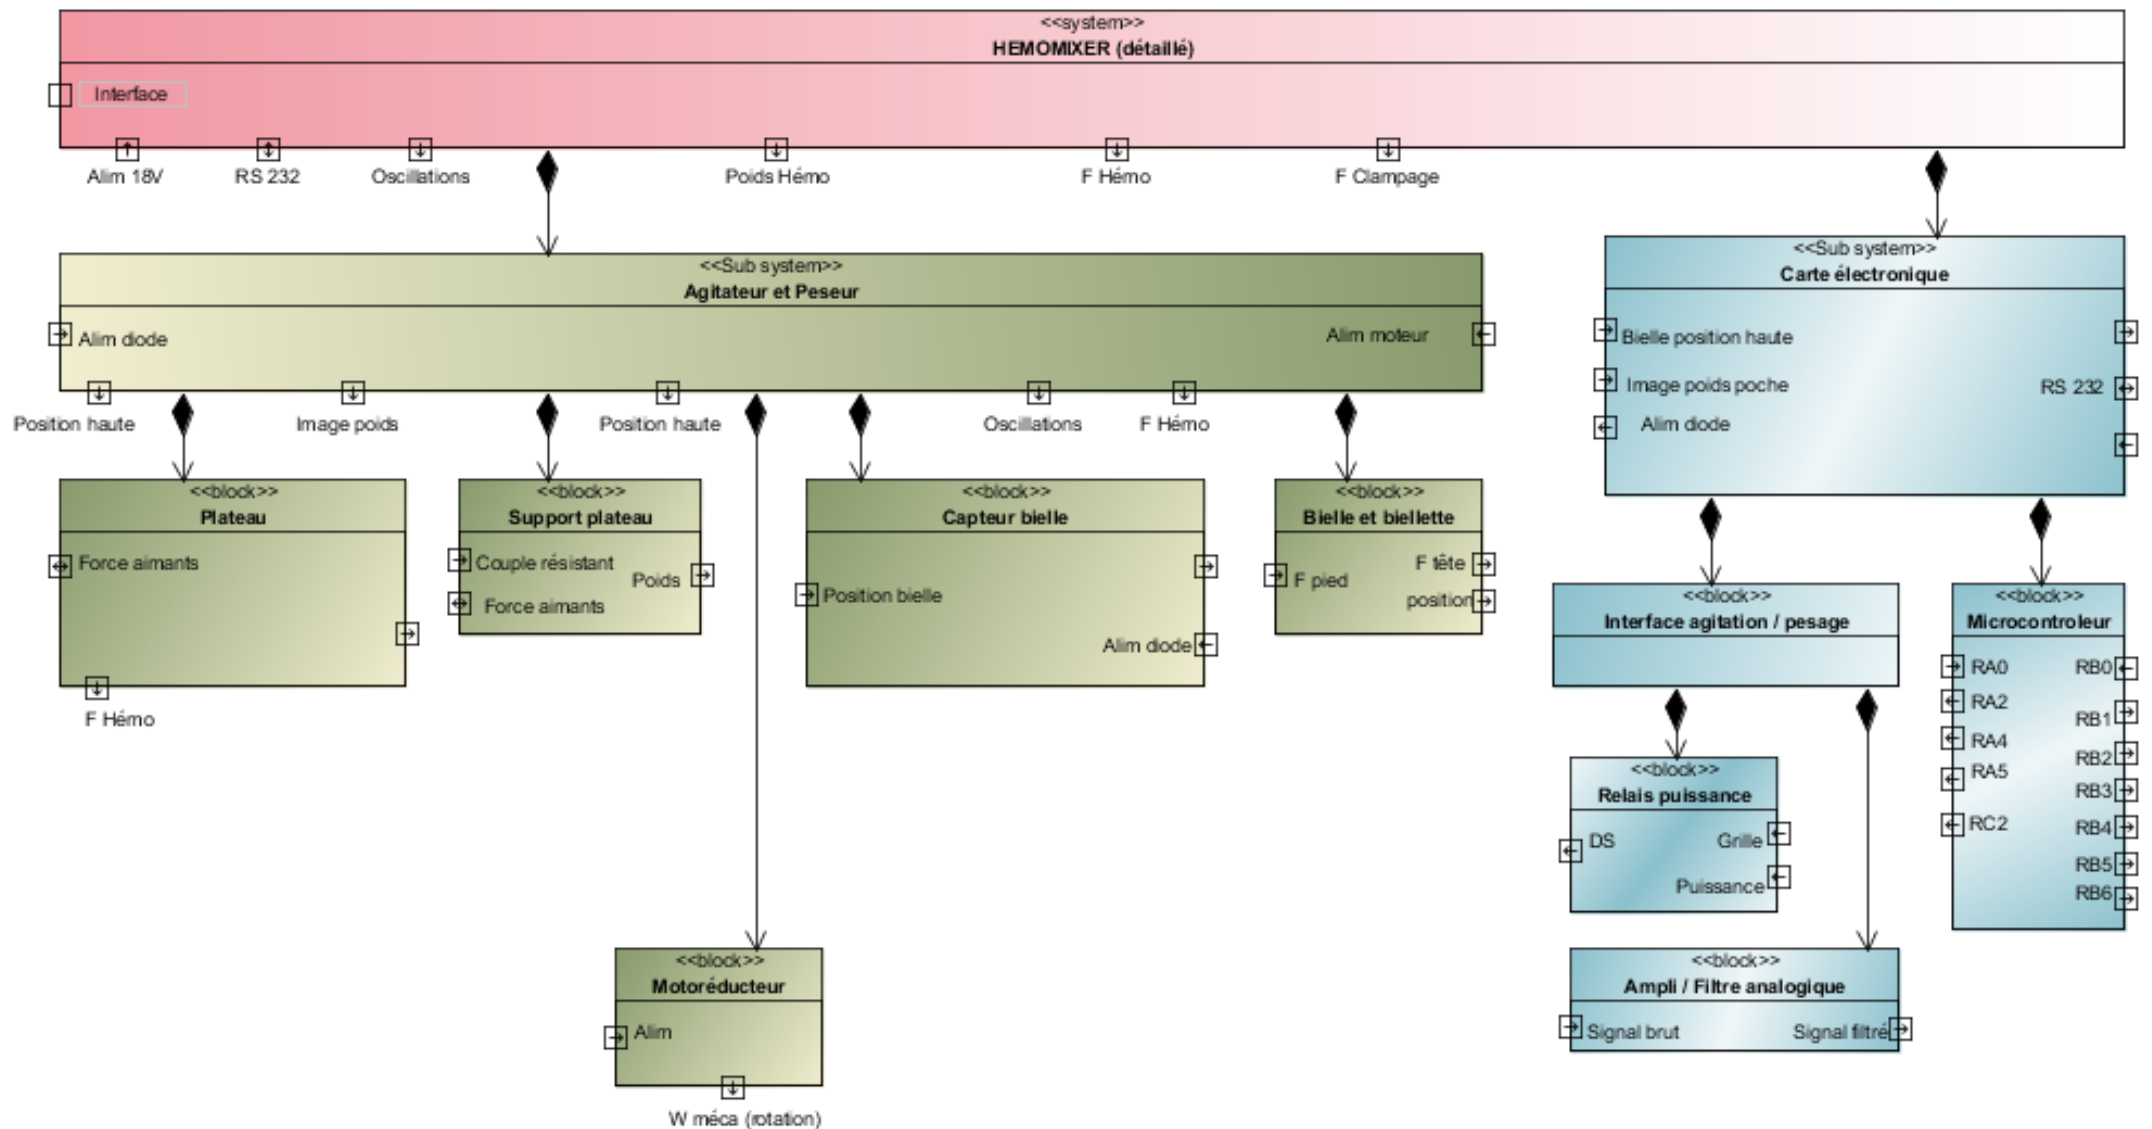 <<system>>
HEMOMIXER (détaillé)
Interface
Alim 18V
RS 232
Oscillations
Poids Hémo
F Hémo
F Clampage
<<Sub system>>
Agitateur et Peseur
Alim diode
Alim moteur
Position haute
Image poids
Position haute
Oscillations
F Hémo
<<Sub system>>
Carte électronique
Bielle position haute
Image poids poche
RS 232
Alim diode
<<block>>
Plateau
Force aimants
F Hémo
<<block>>
Support plateau
Couple résistant
Poids
Force aimants
<<block>>
Capteur bielle
Position bielle
Alim diode
<<block>>
Bielle et biellette
F tête
F pied
position
<<block>>
Interface agitation / pesage
<<block>>
Microcontroleur
RA0
RB0
RA2
RB1
RA4
RB2
RA5
RB3
RC2
RB4
RB5
RB6
<<block>>
Relais puissance
DS
Grille
Puissance
<<block>>
Motoréducteur
Alim
W méca (rotation)
<<block>>
Ampli / Filtre analogique
Signal brut
Signal filtré